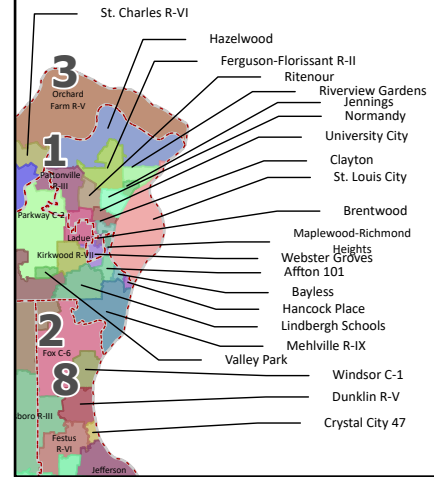 St. Charles R-VI
Hazelwood
Ferguson-Florissant R-II
Ritenour
Riverview Gardens
Jennings
Normandy
University City
Clayton
St. Louis City
Brentwood
Maplewood-Richmond
Heights
Webster Groves
Affton 101
Bayless
Hancock Place
Lindbergh Schools
Mehlville R-IX
Valley Park
Windsor C-1
Dunklin R-V
Crystal City 47
3
Orchard
Farm R-V
1
Pattonville
R-III
Parkway C-2
Ladue
Kirkwood R-VII
2
Fox C-6
8
sboro R-III
Festus
R-VI
Jefferson